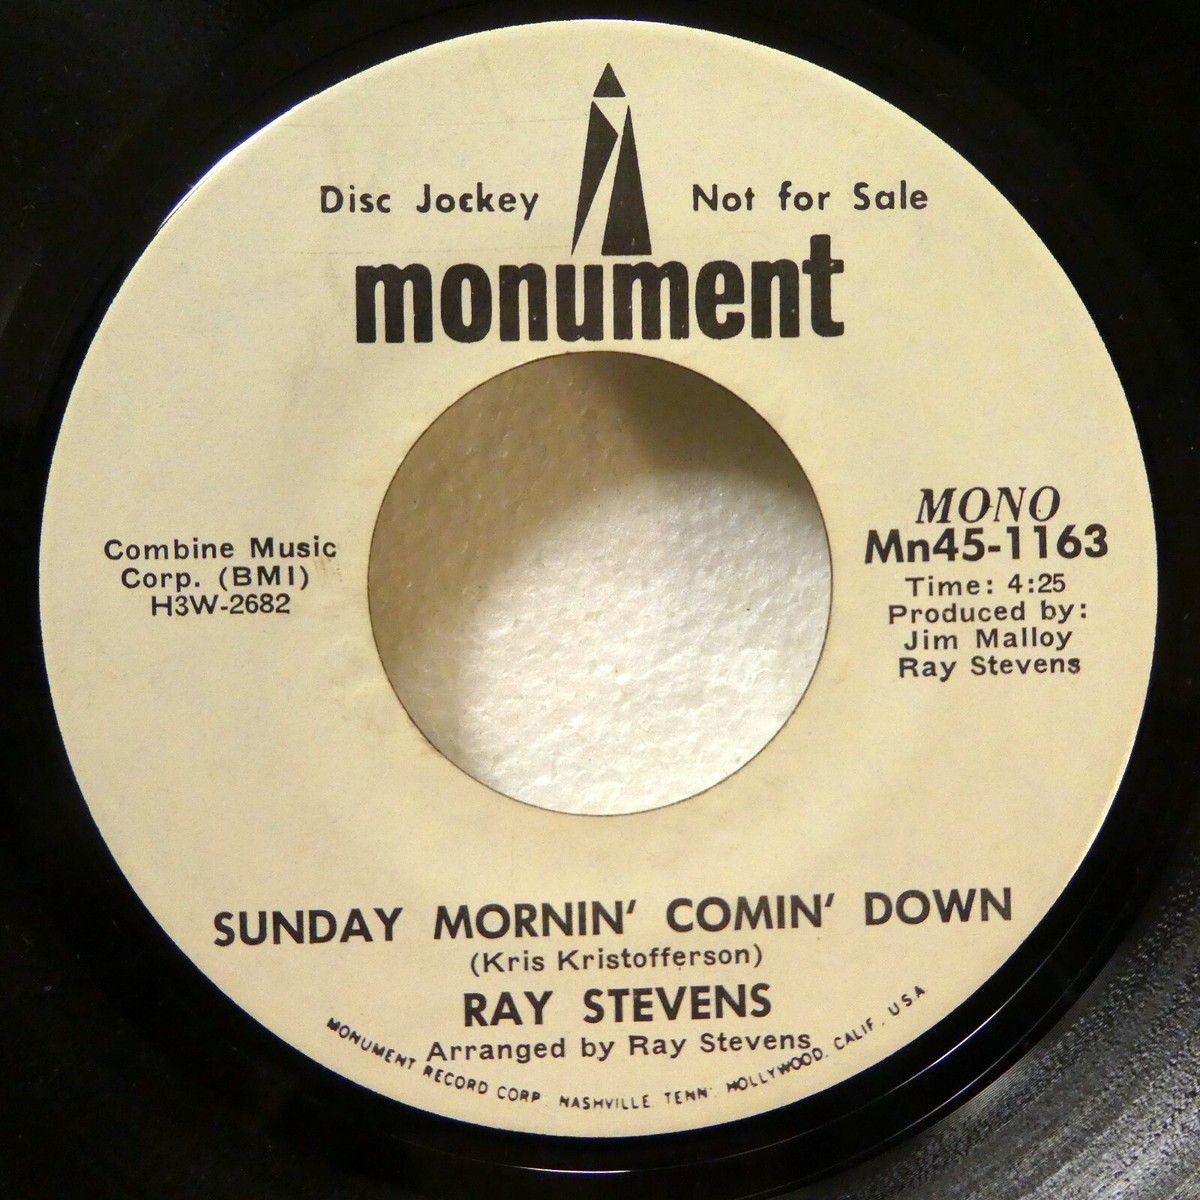 Disc Jockey Not for Sale
monument
Combine Music
Corp. (BMI)
H3W-2682
MONO
Mn45-1163
Time: 4:25
Produced by:
Jim Malloy
Ray Stevens
SUNDAY MORNIN' COMIN' DOWN
(Kris Kristofferson)
RAY STEVENS
Arranged by Ray Stevens
MONUMENT RECORD CORP. NASHVILLE. TENN. HOLLYWOOD. CALIF. U.S.A